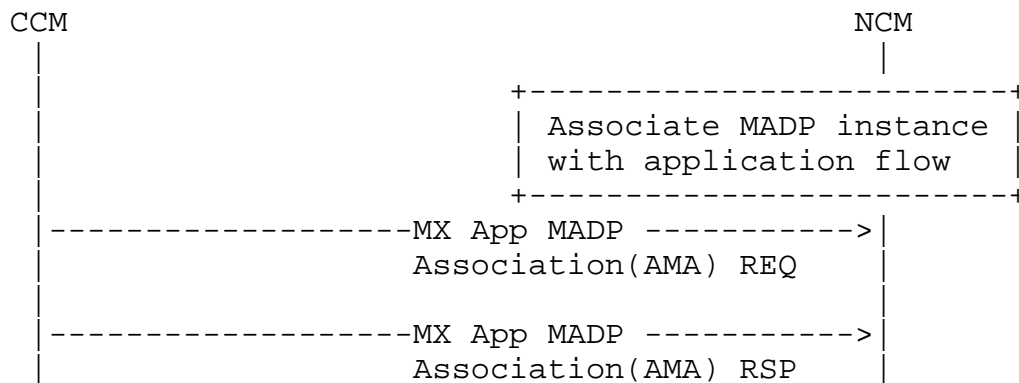 CCM NCM
Associate MADP instance
with application flow
MX App MADP
Association(AMA) REQ
MX App MADP
Association(AMA) RSP